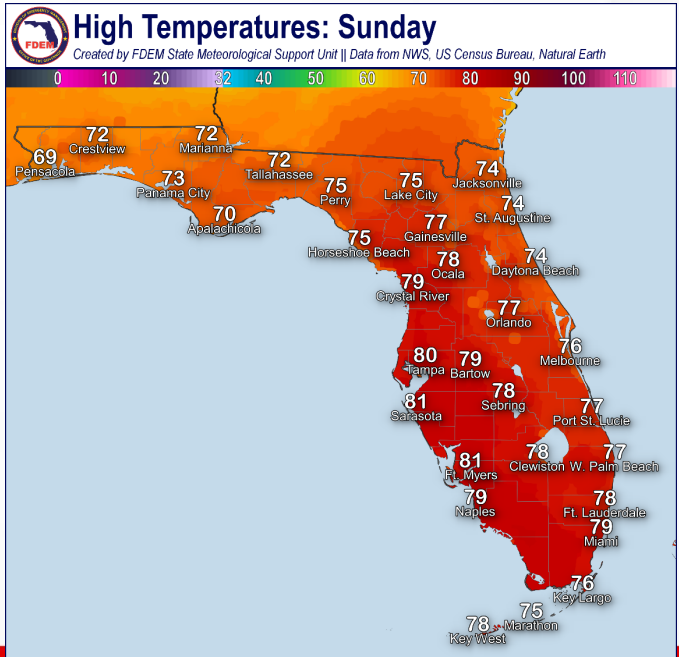 High Temperatures: Sunday
Created by FDEM State Meteorological Support Unit || Data from NWS, US Census Bureau, Natural Earth
FDEM
0 10 20 32 40 50 60 70 80 90 100 110
72
Crestview
72
Marianna
69
Pensacola
72
Tallahassee
73
Panama City
75
Perry
75
Lake City
74
Jacksonville
70
Apalachicola
74
St. Augustine
77
Gainesville
75
Horseshoe Beach
78
Ocala
74
Daytona Beach
79
Crystal River
77
Orlando
76
Melbourne
80
Tampa
79
Bartow
78
Sebring
81
Sarasota
77
Port St. Lucie
81
Ft. Myers
78
Clewiston
77
W. Palm Beach
79
Naples
78
Ft. Lauderdale
79
Miami
76
Key Largo
75
Marathon
78
Key West